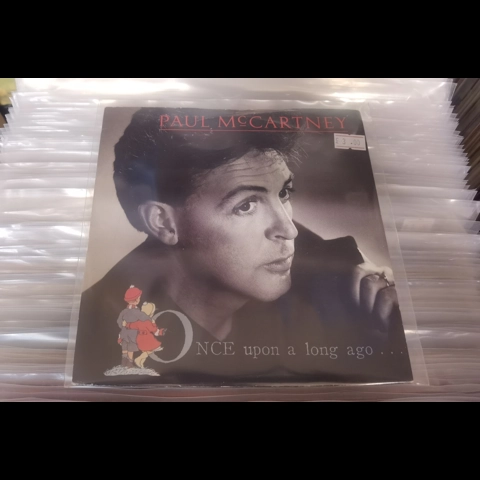 PAUL McCARTNEY
ONCE upon a long ago . . .